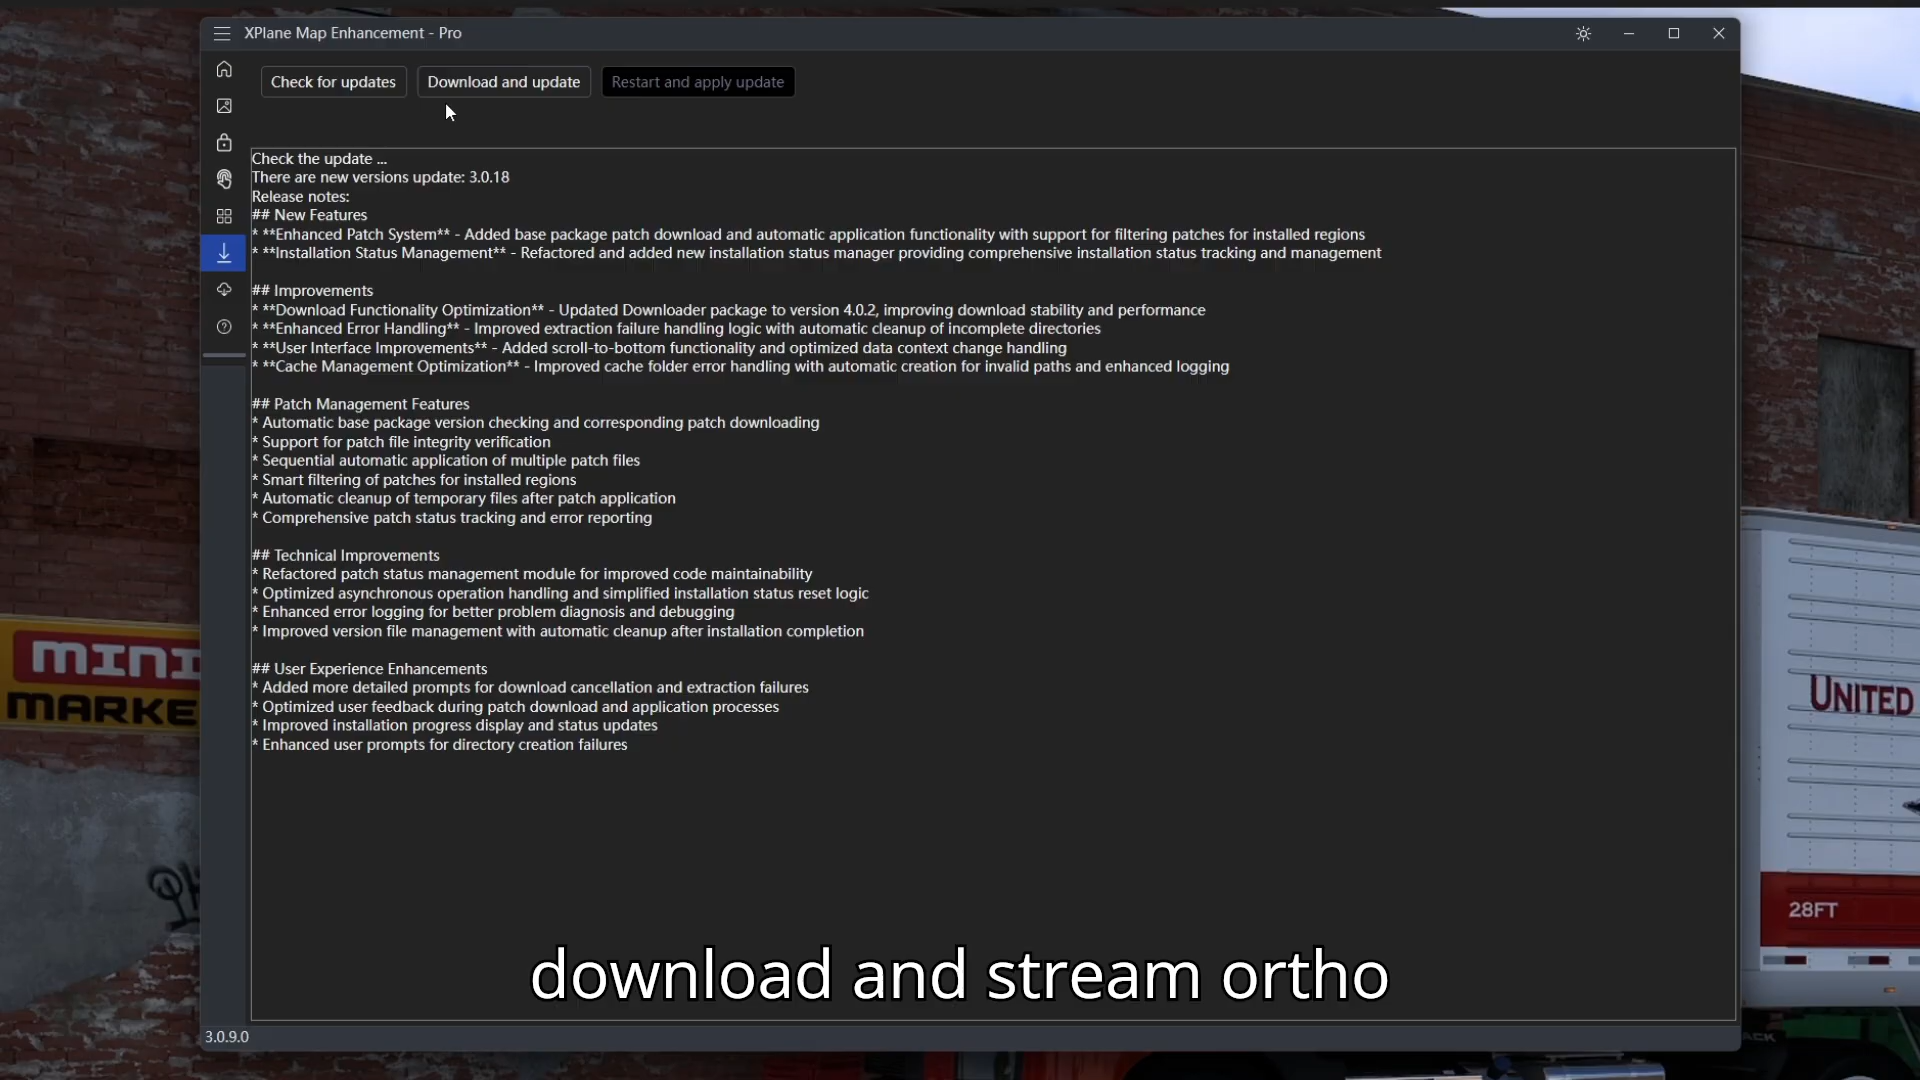 XPlane Map Enhancement - Pro
Check for updates
Download and update
Restart and apply update
Check the update ...
There are new versions update: 3.0.18
Release notes:
## New Features
* **Enhanced Patch System** - Added base package patch download and automatic application functionality with support for filtering patches for installed regions
* **Installation Status Management** - Refactored and added new installation status manager providing comprehensive installation status tracking and management
## Improvements
* **Download Functionality Optimization** - Updated Downloader package to version 4.0.2, improving download stability and performance
* **Enhanced Error Handling** - Improved extraction failure handling logic with automatic cleanup of incomplete directories
* **User Interface Improvements** - Added scroll-to-bottom functionality and optimized data context change handling
* **Cache Management Optimization** - Improved cache folder error handling with automatic creation for invalid paths and enhanced logging
## Patch Management Features
* Automatic base package version checking and corresponding patch downloading
* Support for patch file integrity verification
* Sequential automatic application of multiple patch files
* Smart filtering of patches for installed regions
* Automatic cleanup of temporary files after patch application
* Comprehensive patch status tracking and error reporting
## Technical Improvements
* Refactored patch status management module for improved code maintainability
* Optimized asynchronous operation handling and simplified installation status reset logic
* Enhanced error logging for better problem diagnosis and debugging
* Improved version file management with automatic cleanup after installation completion
## User Experience Enhancements
* Added more detailed prompts for download cancellation and extraction failures
* Optimized user feedback during patch download and application processes
* Improved installation progress display and status updates
* Enhanced user prompts for directory creation failures
MINI
MARKE
UNITED
28FT
download and stream ortho
3.0.9.0
ACK